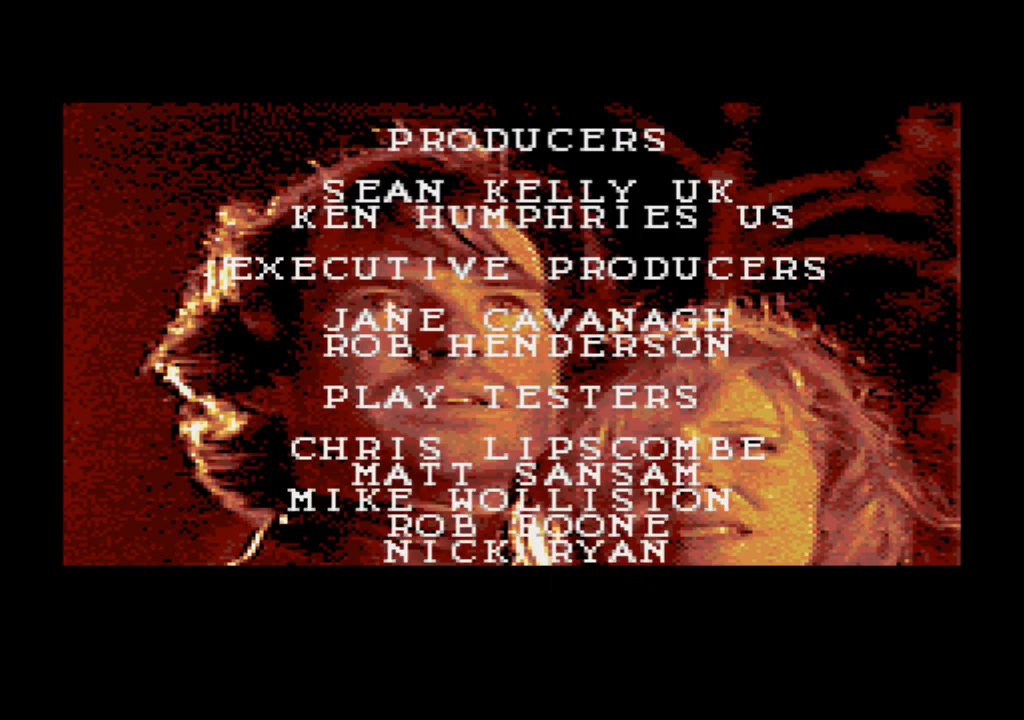 PRODUCERS
SEAN KELLY UK
KEN HUMPHRIES US
EXECUTIVE PRODUCERS
JANE CAVANAGH
ROB HENDERSON
PLAY TESTERS
CHRIS LIPSCOMBE
MATT SANSAM
MIKE WOLLISTON
ROB BOONE
NICK RYAN